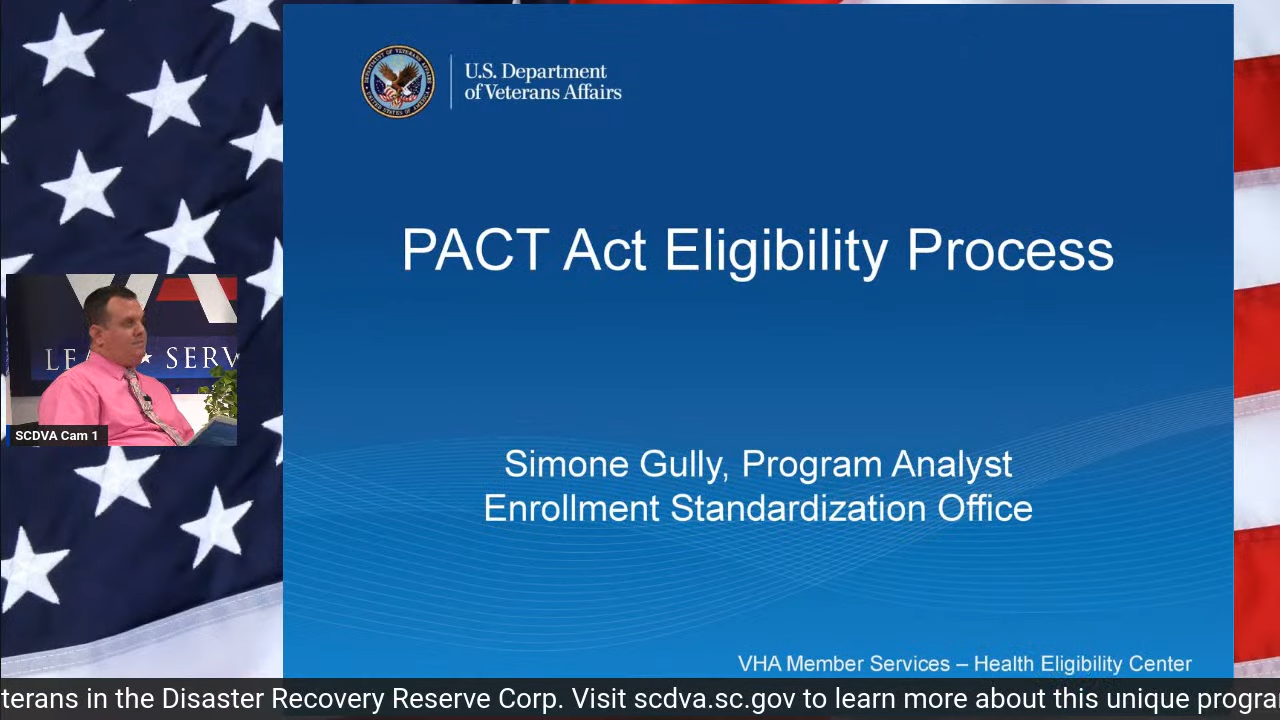 U.S. Department
of Veterans Affairs
PACT Act Eligibility Process
LEA
SERV
SCDVA Cam 1
Simone Gully, Program Analyst
Enrollment Standardization Office
VHA Member Services – Health Eligibility Center
terans in the Disaster Recovery Reserve Corp. Visit scdva.sc.gov to learn more about this unique progra